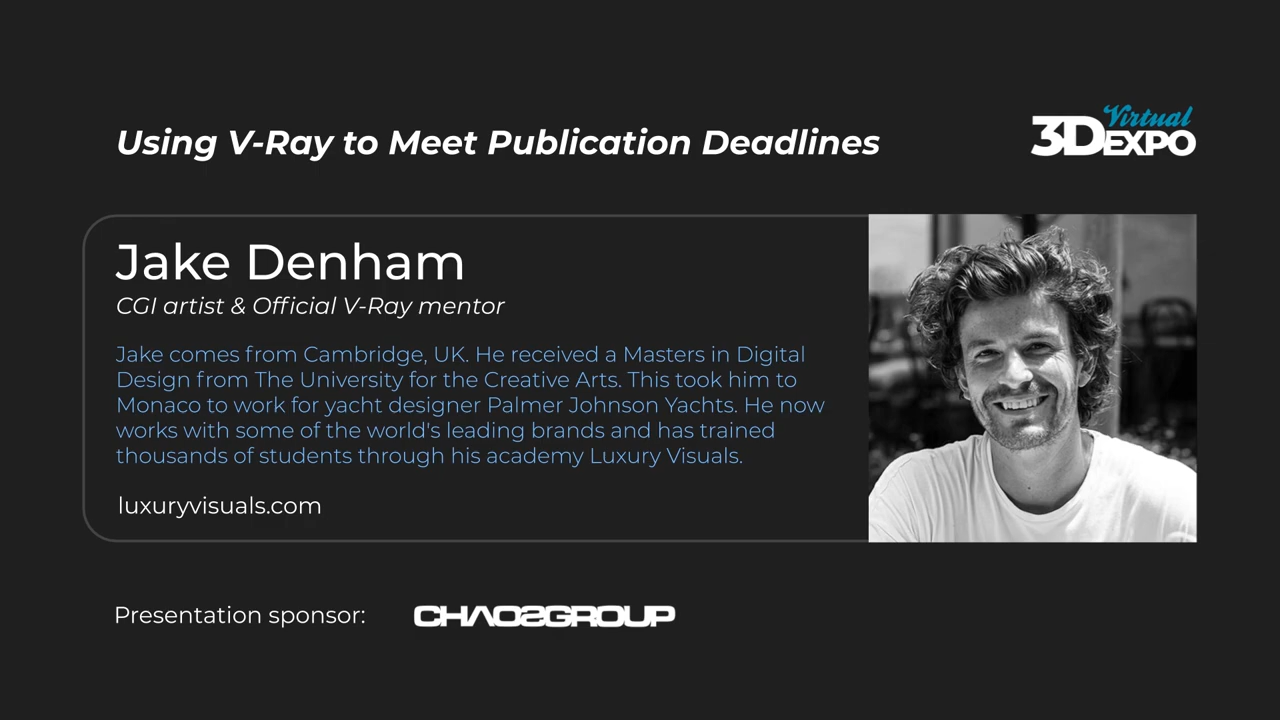 Using V-Ray to Meet Publication Deadlines
Virtual
3D EXPO
Jake Denham
CGI artist & Official V-Ray mentor
Jake comes from Cambridge, UK. He received a Masters in Digital
Design from The University for the Creative Arts. This took him to
Monaco to work for yacht designer Palmer Johnson Yachts. He now
works with some of the world's leading brands and has trained
thousands of students through his academy Luxury Visuals.
luxuryvisuals.com
Presentation sponsor:
CHAOSGROUP